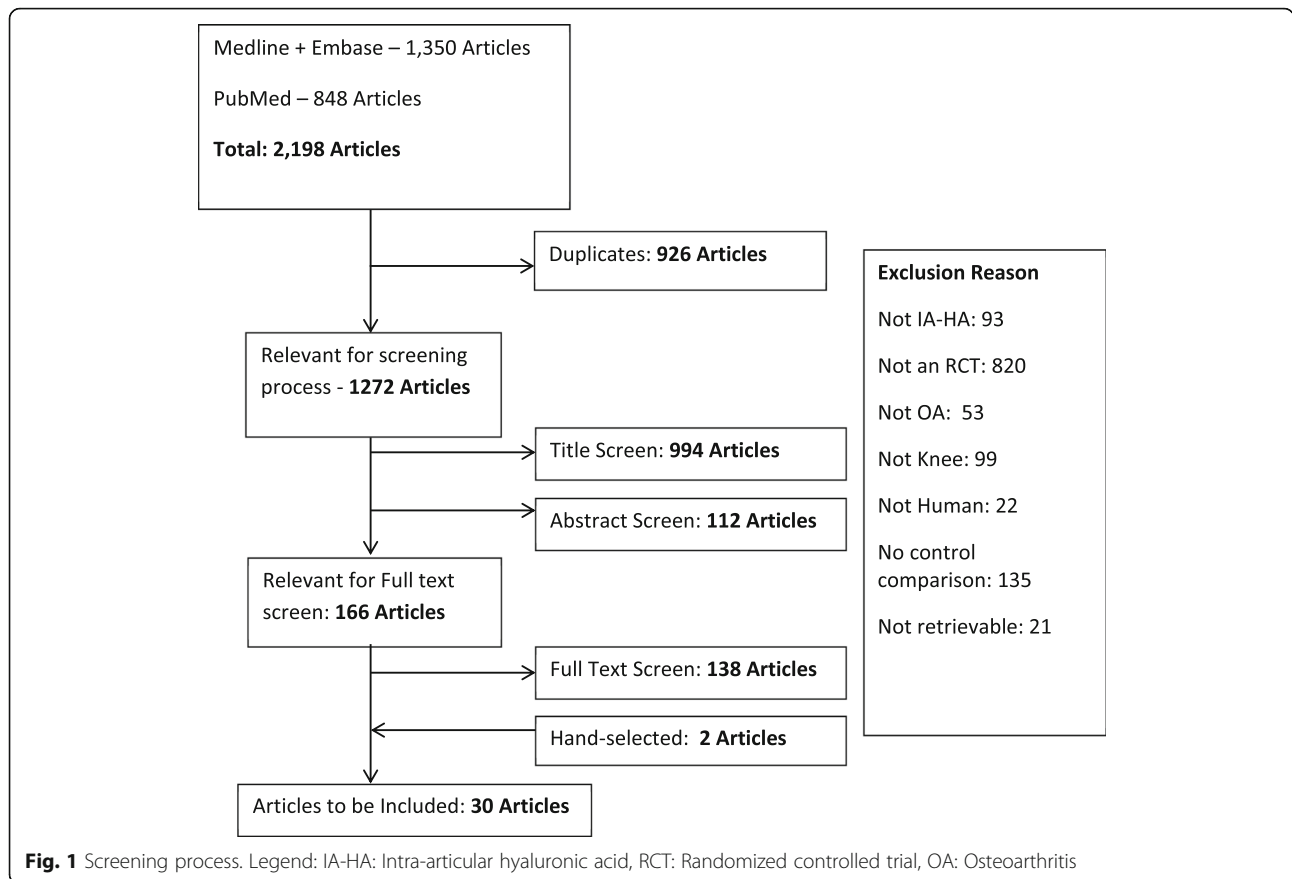 Medline + Embase – 1,350 Articles
PubMed – 848 Articles
Total: 2,198 Articles
Duplicates: 926 Articles
Relevant for screening
process - 1272 Articles
Title Screen: 994 Articles
Abstract Screen: 112 Articles
Relevant for Full text
screen: 166 Articles
Full Text Screen: 138 Articles
Hand-selected: 2 Articles
Articles to be Included: 30 Articles
Exclusion Reason
Not IA-HA: 93
Not an RCT: 820
Not OA: 53
Not Knee: 99
Not Human: 22
No control
comparison: 135
Not retrievable: 21
Fig. 1 Screening process. Legend: IA-HA: Intra-articular hyaluronic acid, RCT: Randomized controlled trial, OA: Osteoarthritis